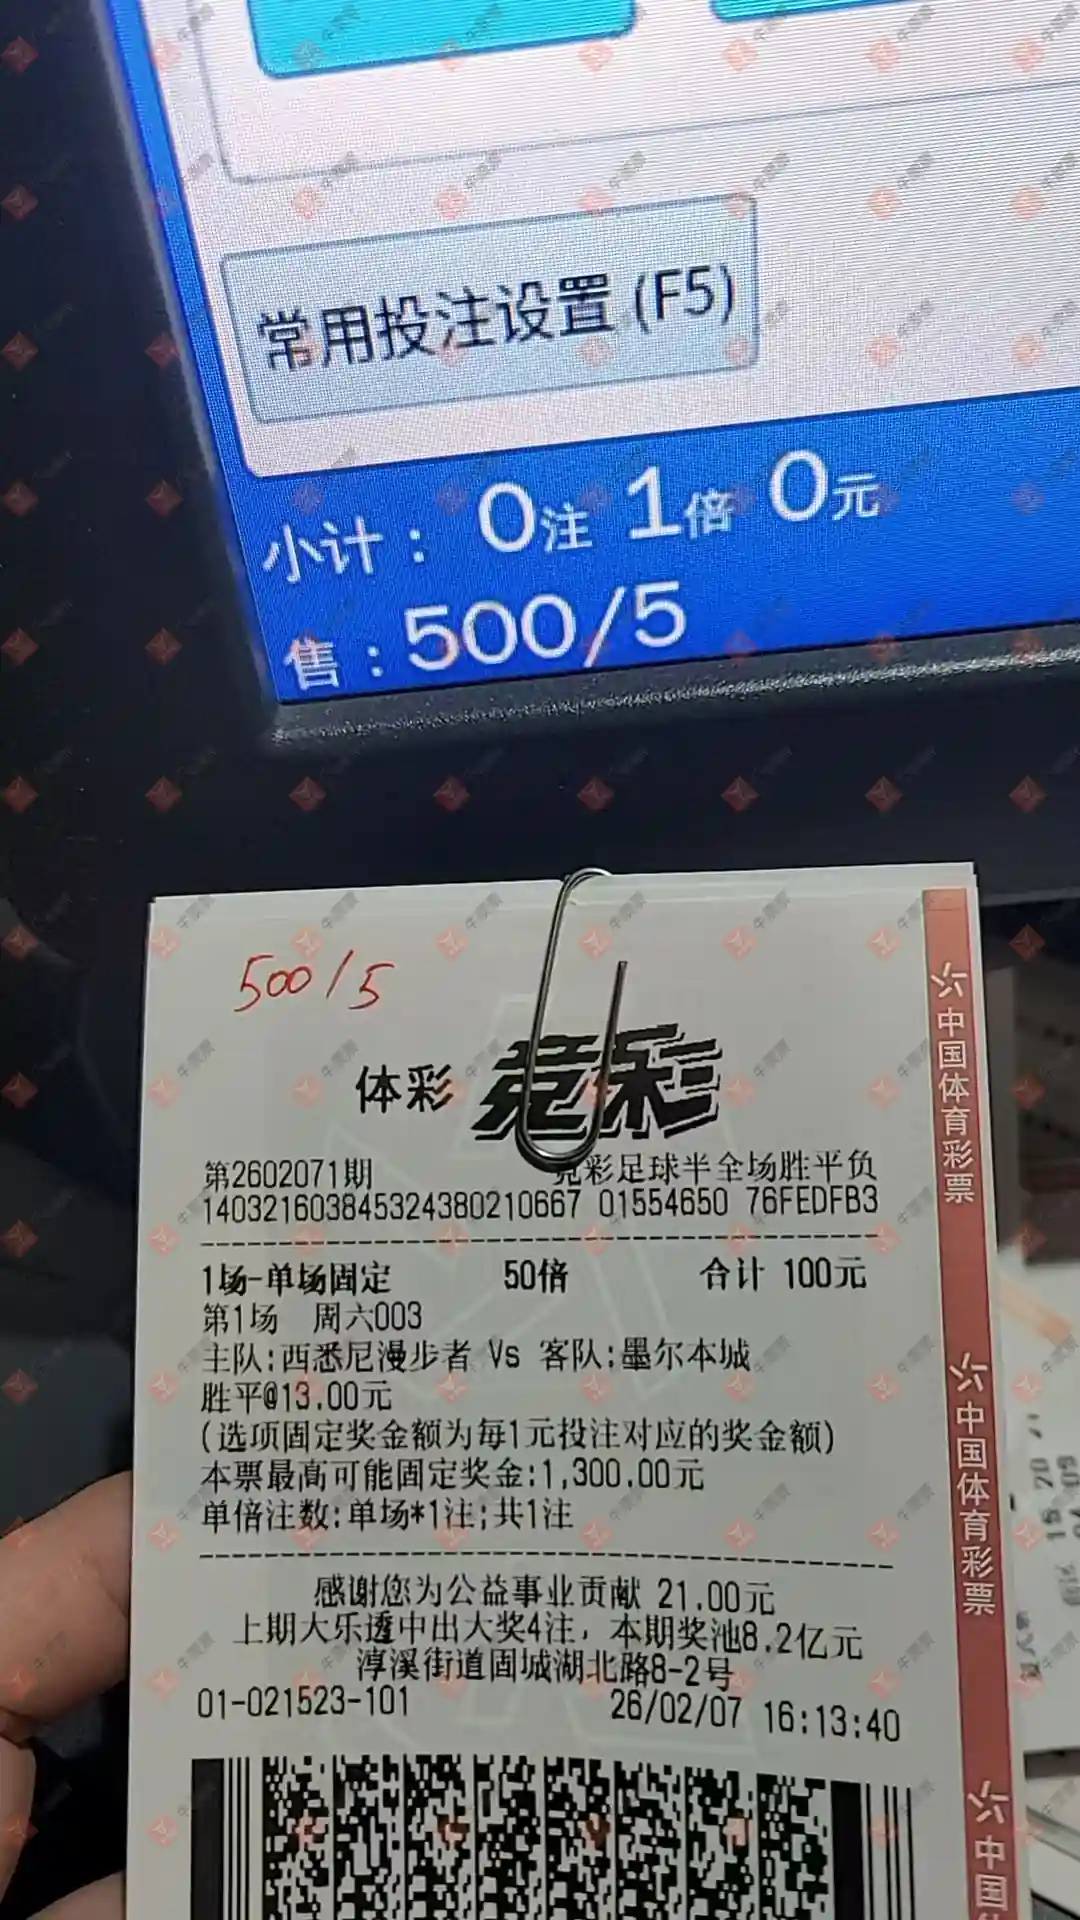 常用投注设置 (F5)
小计： 0注 1倍 0元
售：500/5
500/5
体彩 竞彩
第2602071期 竞彩足球半全场胜平负
140321603845324380210667 01554650 76FEDFB3
1场-单场固定 50倍 合计 100元
第1场 周六003
主队:西悉尼漫步者 Vs 客队:墨尔本城
胜平@13.00元
(选项固定奖金额为每1元投注对应的奖金额)
本票最高可能固定奖金:1,300.00元
单倍注数:单场*1注;共1注
感谢您为公益事业贡献 21.00元
上期大乐透中出大奖4注，本期奖池8.2亿元
淳溪街道固城湖北路8-2号
01-021523-101 26/02/07 16:13:40
中国体育彩票
中国体育彩票
中国